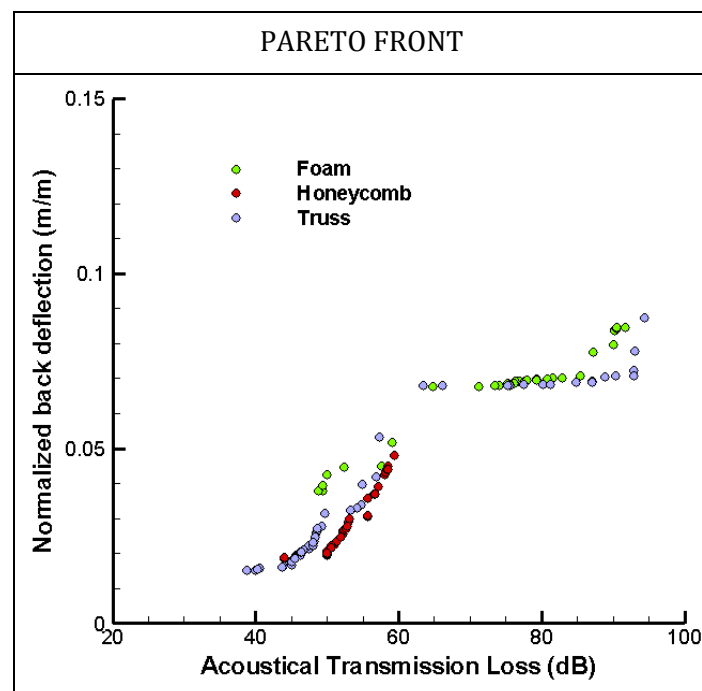 PARETO FRONT
0.15
Foam
Honeycomb
Truss
0.1
0.05
0
20
40
60
80
100
Normalized back deflection (m/m)
Acoustical Transmission Loss (dB)